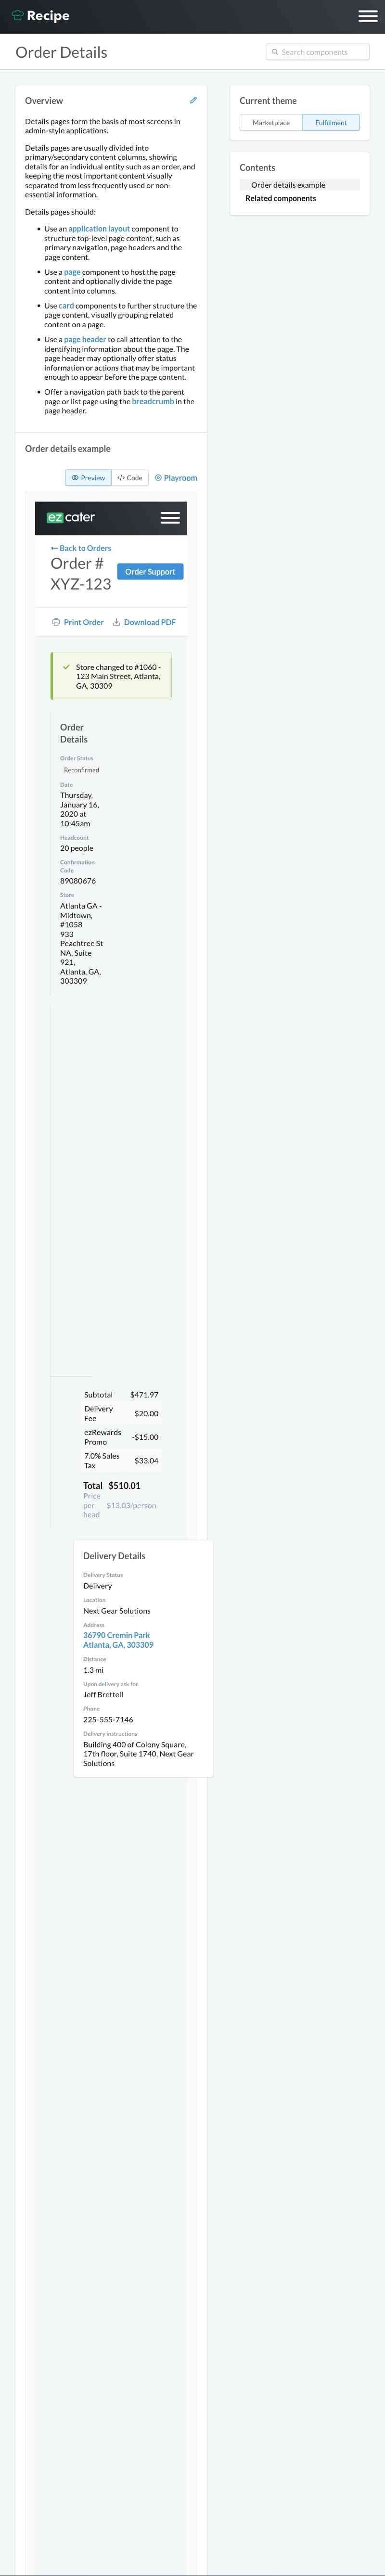 Recipe
Order Details
Search components
Overview
Details pages form the basis of most screens in
admin-style applications.
Details pages are usually divided into
primary/secondary content columns, showing
details for an individual entity such as an order, and
keeping the most important content visually
separated from less frequently used or non-
essential information.
Details pages should:
Use an application layout component to
structure top-level page content, such as
primary navigation, page headers and the
page content.
Use a page component to host the page
content and optionally divide the page
content into columns.
Use card components to further structure the
page content, visually grouping related
content on a page.
Use a page header to call attention to the
identifying information about the page. The
page header may optionally offer status
information or actions that may be important
enough to appear before the page content.
Offer a navigation path back to the parent
page or list page using the breadcrumb in the
page header.
Order details example
Preview
Code
Playroom
ez cater
Back to Orders
Order #
XYZ-123
Order Support
Print Order
Download PDF
Store changed to #1060 -
123 Main Street, Atlanta,
GA, 30309
Order
Details
Order Status
Reconfirmed
Date
Thursday,
January 16,
2020 at
10:45am
Headcount
20 people
Confirmation
Code
89080676
Store
Atlanta GA -
Midtown,
#1058
933
Peachtree St
NA, Suite
921,
Atlanta, GA,
303309
Subtotal $471.97
Delivery
Fee $20.00
ezRewards
Promo -$15.00
7.0% Sales
Tax $33.04
Total $510.01
Price
per
head $13.03/person
Delivery Details
Delivery Status
Delivery
Location
Next Gear Solutions
Address
36790 Cremin Park
Atlanta, GA, 303309
Distance
1.3 mi
Upon delivery ask for
Jeff Brettell
Phone
225-555-7146
Delivery instructions
Building 400 of Colony Square,
17th floor, Suite 1740, Next Gear
Solutions
Current theme
Marketplace
Fulfillment
Contents
Order details example
Related components